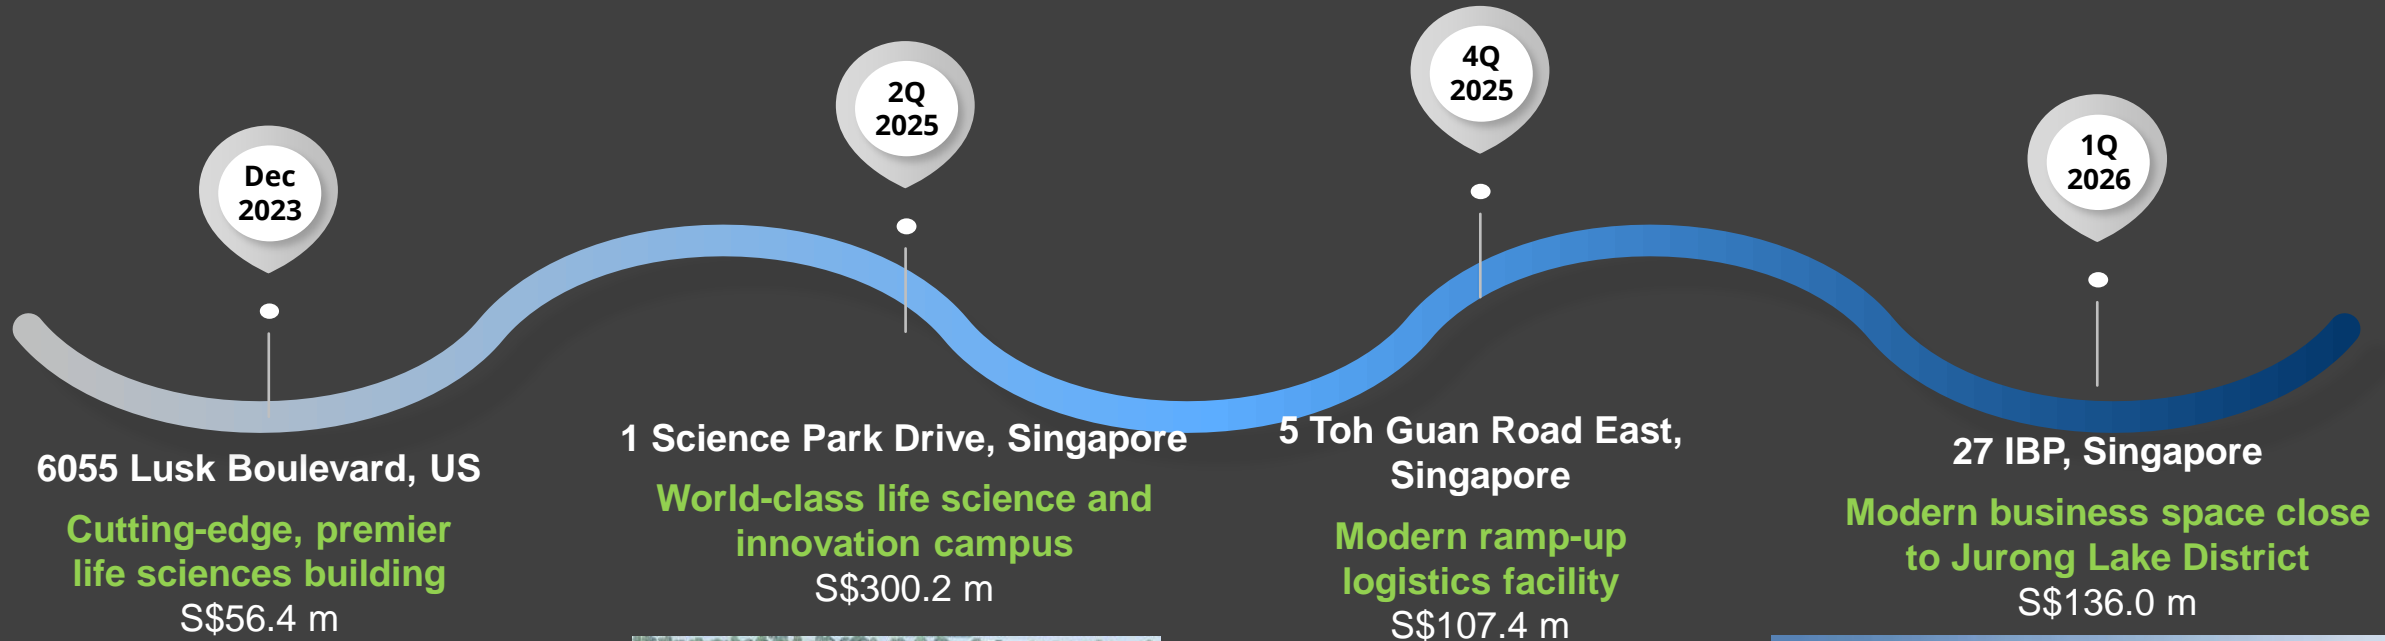 Dec
2023
6055 Lusk Boulevard, US
Cutting-edge, premier
life sciences building
S$56.4 m
2Q
2025
1 Science Park Drive, Singapore
World-class life science and
innovation campus
S$300.2 m
4Q
2025
5 Toh Guan Road East,
Singapore
Modern ramp-up
logistics facility
S$107.4 m
1Q
2026
27 IBP, Singapore
Modern business space close
to Jurong Lake District
S$136.0 m